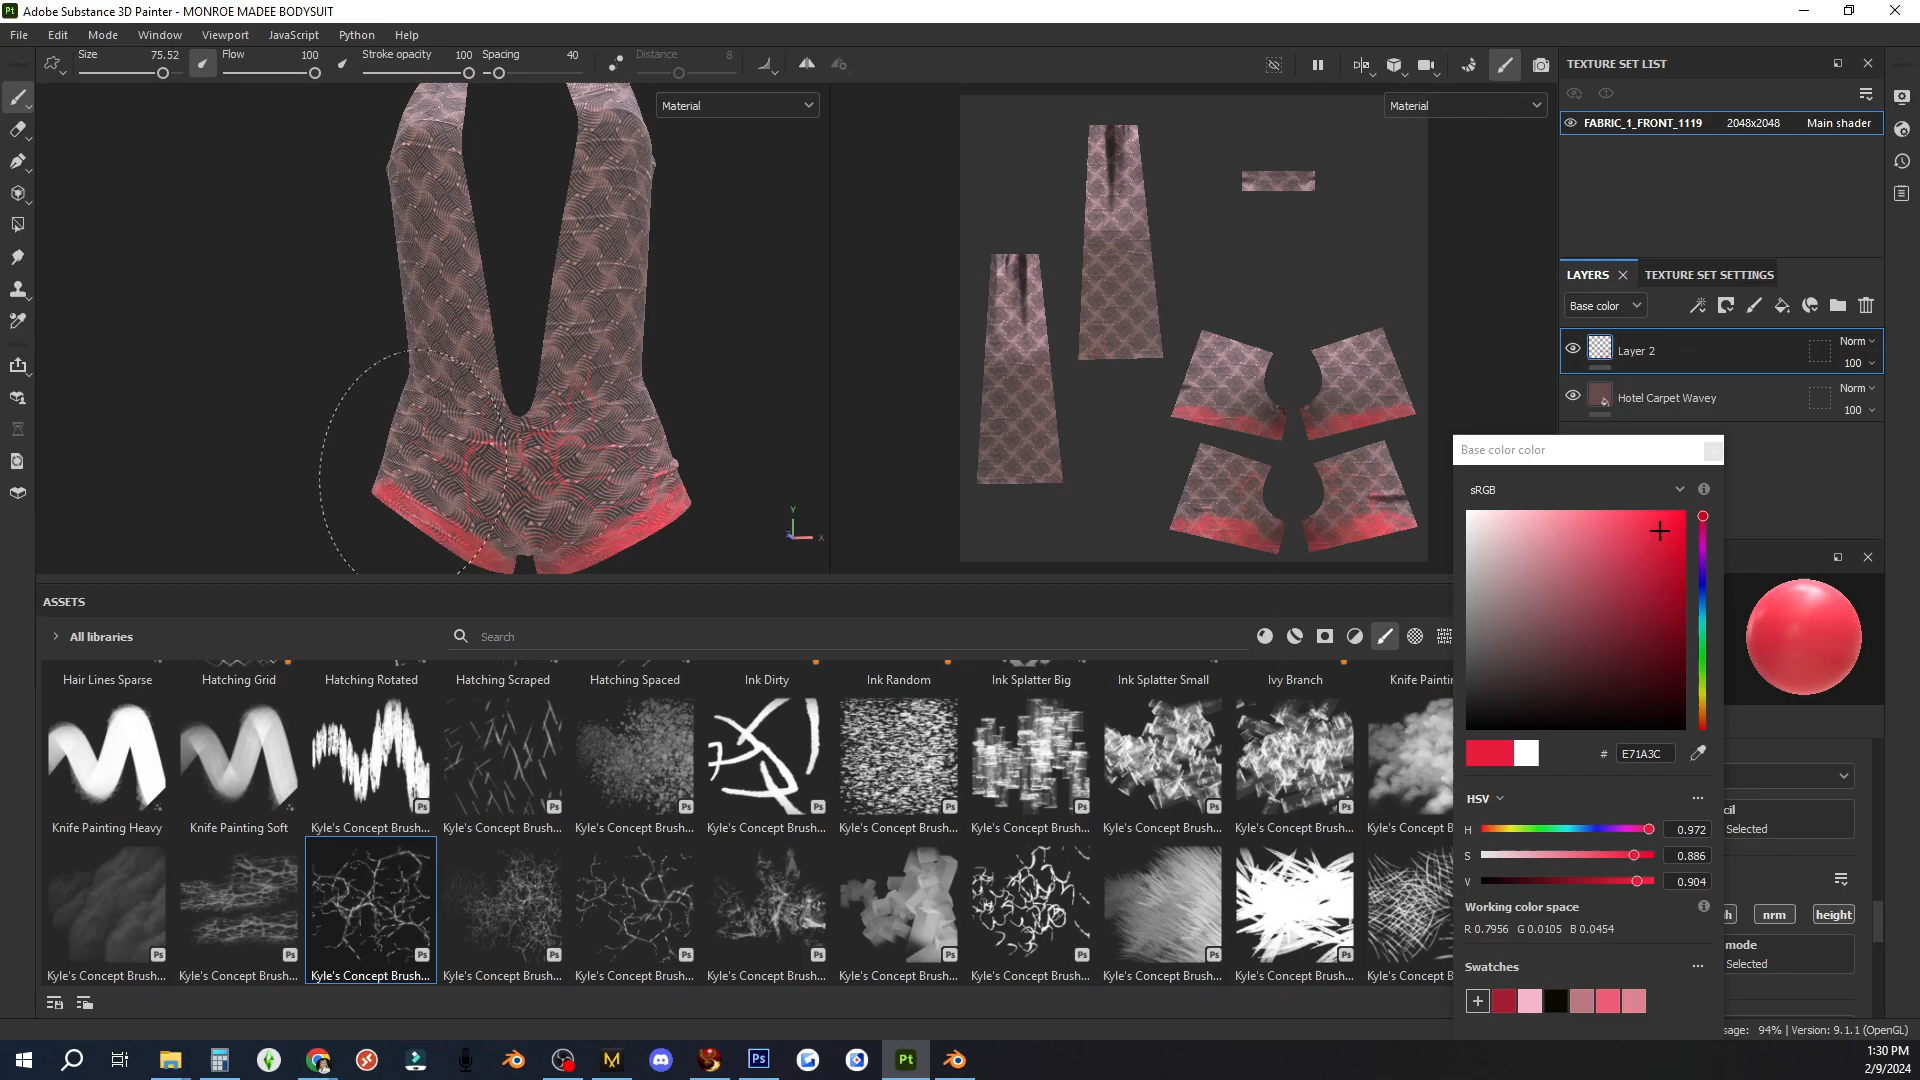 Adobe Substance 3D Painter - MONROE MADEE BODYSUIT
File Edit Mode Window Viewport JavaScript Python Help
Size 75.52 Flow 100 Stroke opacity 100 Spacing 40 Distance 8
Material
Material
Y
X
TEXTURE SET LIST
FABRIC_1_FRONT_1119 2048x2048 Main shader
LAYERS TEXTURE SET SETTINGS
Base color
Layer 2 Norm 100
Hotel Carpet Wavey Norm 100
Base color color
sRGB
# E71A3C
HSV
H 0.972
S 0.886
V 0.904
Working color space
R 0.7956 G 0.0105 B 0.0454
Swatches
Selected
nrm height
mode
Selected
ASSETS
All libraries Search
Hair Lines Sparse Hatching Grid Hatching Rotated Hatching Scraped Hatching Spaced Ink Dirty Ink Random Ink Splatter Big Ink Splatter Small Ivy Branch Knife Paintin
Knife Painting Heavy Knife Painting Soft Kyle's Concept Brush... Kyle's Concept Brush... Kyle's Concept Brush... Kyle's Concept Brush... Kyle's Concept Brush... Kyle's Concept Brush... Kyle's Concept Brush... Kyle's Concept Brush... Kyle's Concept B
Kyle's Concept Brush... Kyle's Concept Brush... Kyle's Concept Brush... Kyle's Concept Brush... Kyle's Concept Brush... Kyle's Concept Brush... Kyle's Concept Brush... Kyle's Concept Brush... Kyle's Concept Brush... Kyle's Concept Brush... Kyle's Concept B
sage: 94% | Version: 9.1.1 (OpenGL)
1:30 PM
2/9/2024